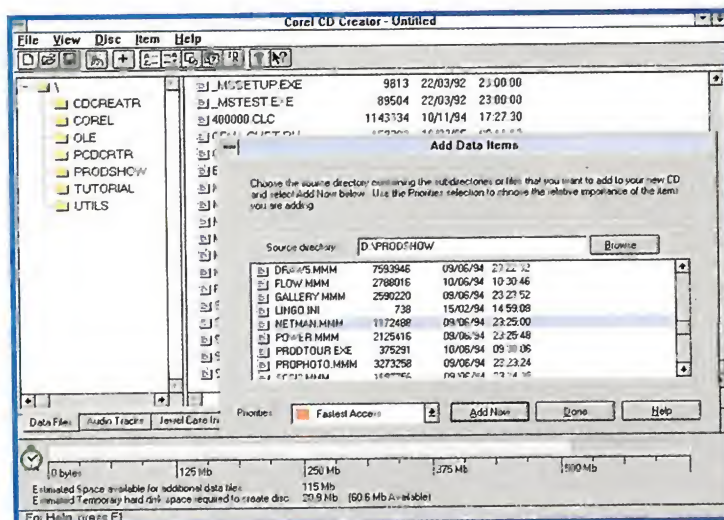 Corel CD Creator - Untitled
File View Disc Item Help
\
CDCREATR
COREL
OLE
PCDCRTR
PRODSHOW
TUTORIAL
UTILS
_MSSETUP.EXE 9813 22/03/92 23:00:00
_MSTEST.EXE 89504 22/03/92 23:00:00
400000.CLC 1143134 10/11/94 17:27:30
Add Data Items
Choose the source directory containing the subdirectories or files that you want to add to your new CD
and select Add Now below. Use the Priorities selection to choose the relative importance of the items
you are adding.
Source directory: D:\PRODSHOW Browse
7593946 09/06/94
FLOW.MMM 2788016 10/06/94 10:30:46
GALLERY.MMM 2590220 09/06/94 23:23:52
LINGO.INI 738 15/02/94 14:59:08
NETMAN.MMM 1172488 09/06/94 23:25:00
POWER.MMM 2125416 09/06/94 23:25:48
PRODTOUR.EXE 375291 10/06/94
PROPHOTO.MMM 3273258 09/06/94 23:23:24
Priorities: Fastest Access Add Now Done Help
Data Files Audio Tracks Jewel Case
0 bytes 125 Mb 250 Mb 375 Mb 500 Mb
Estimated Space available for additional data files 115 Mb
Estimated Temporary hard disk space required to create disc 20.9 Mb (60.6 Mb Available)
For Help, press F1